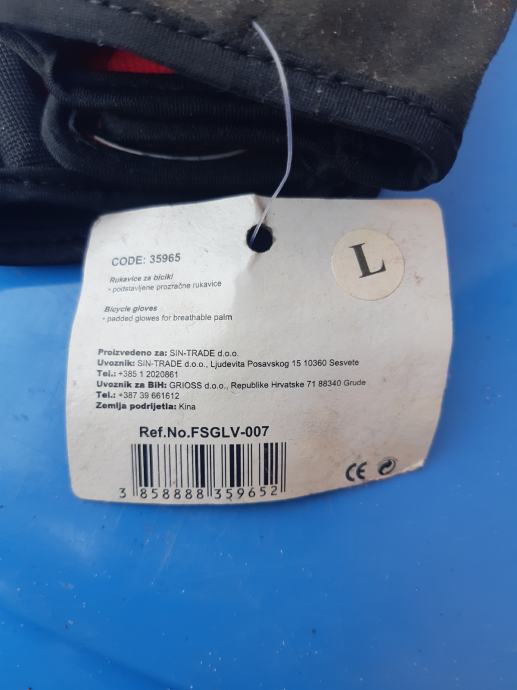 CODE: 35965
L
Rukavice za bicikl
- podstavljene prozračne rukavice
Bicycle gloves
- padded glowes for breathable palm
Proizvedeno za: SIN-TRADE d.o.o.
Uvoznik: SIN-TRADE d.o.o., Ljudevita Posavskog 15 10360 Sesvete
Tel.: +385 1 2020861
Uvoznik za BiH: GRIOSS d.o.o., Republike Hrvatske 71 88340 Grude
Tel.: +387 39 661612
Zemlja podrijetla: Kina
Ref.No.FSGLV-007
3 858888 359652
CE